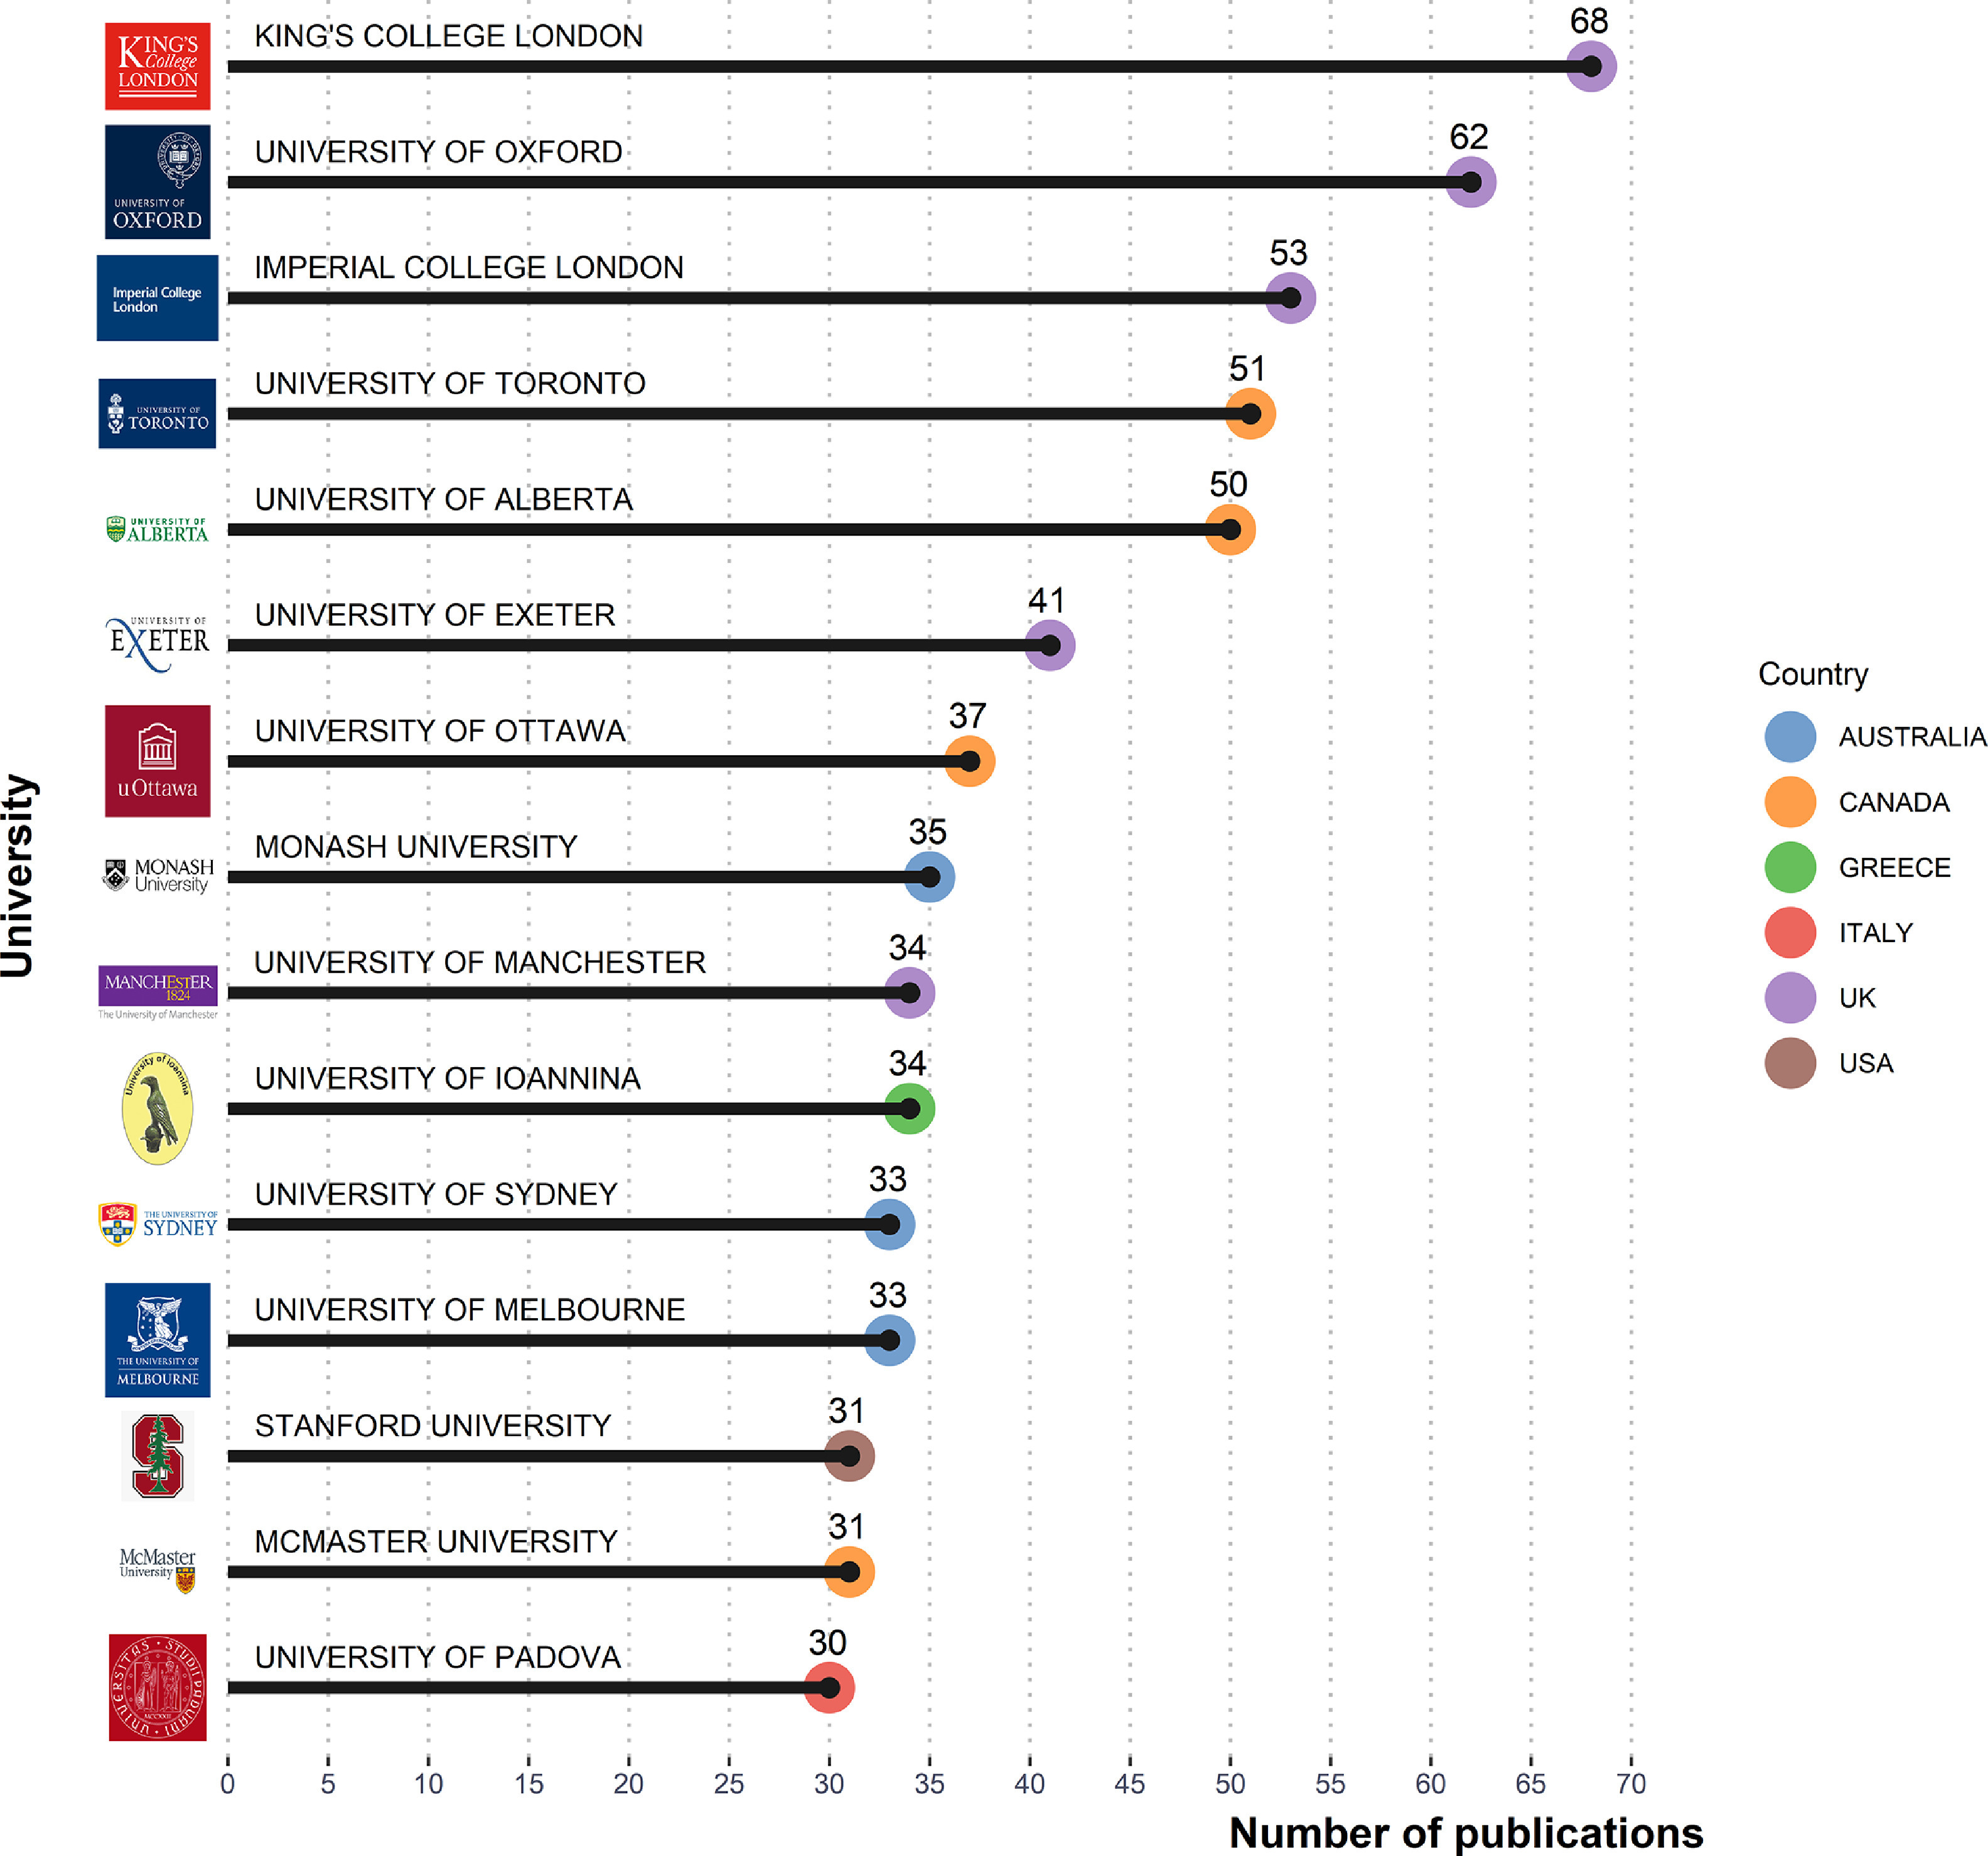 KING'S COLLEGE LONDON
68
KING'S
College
LONDON
UNIVERSITY OF OXFORD
62
UNIVERSITY OF
OXFORD
IMPERIAL COLLEGE LONDON
53
Imperial College
London
UNIVERSITY OF TORONTO
51
UNIVERSITY OF
TORONTO
UNIVERSITY OF ALBERTA
50
UNIVERSITY OF
ALBERTA
UNIVERSITY OF EXETER
41
UNIVERSITY OF
EXETER
UNIVERSITY OF OTTAWA
37
uOttawa
MONASH UNIVERSITY
35
MONASH
University
UNIVERSITY OF MANCHESTER
34
MANCHESTER
1824
The University of Manchester
UNIVERSITY OF IOANNINA
34
University of Ioannina
UNIVERSITY OF SYDNEY
33
THE UNIVERSITY OF
SYDNEY
UNIVERSITY OF MELBOURNE
33
THE UNIVERSITY OF
MELBOURNE
STANFORD UNIVERSITY
31
S
MCMASTER UNIVERSITY
31
McMaster
University
UNIVERSITY OF PADOVA
30
MCCXXII
University
Country
AUSTRALIA
CANADA
GREECE
ITALY
UK
USA
0 5 10 15 20 25 30 35 40 45 50 55 60 65 70
Number of publications